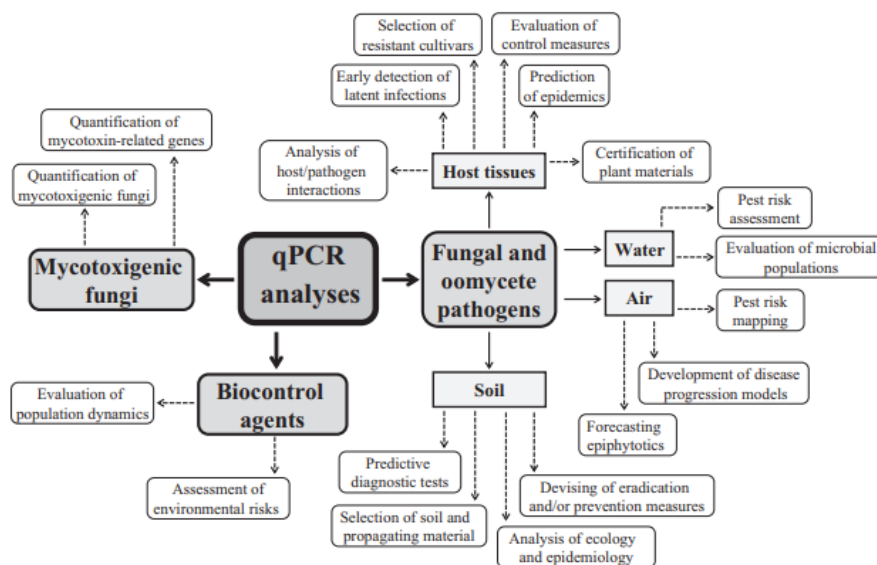 Selection of
resistant cultivars
Evaluation of
control measures
Early detection of
latent infections
Prediction
of epidemics
Quantification of
mycotoxin-related genes
Analysis of
host/pathogen
interactions
Host tissues
Certification of
plant materials
Quantification of
mycotoxigenic fungi
Pest risk
assessment
Mycotoxigenic
fungi
qPCR
analyses
Fungal and
oomycete
pathogens
Water
Evaluation of microbial
populations
Air
Pest risk
mapping
Evaluation of
population dynamics
Biocontrol
agents
Soil
Development of disease
progression models
Forecasting
epiphytotics
Predictive
diagnostic tests
Assessment of
environmental risks
Devising of eradication
and/or prevention measures
Selection of soil and
propagating material
Analysis of ecology
and epidemiology